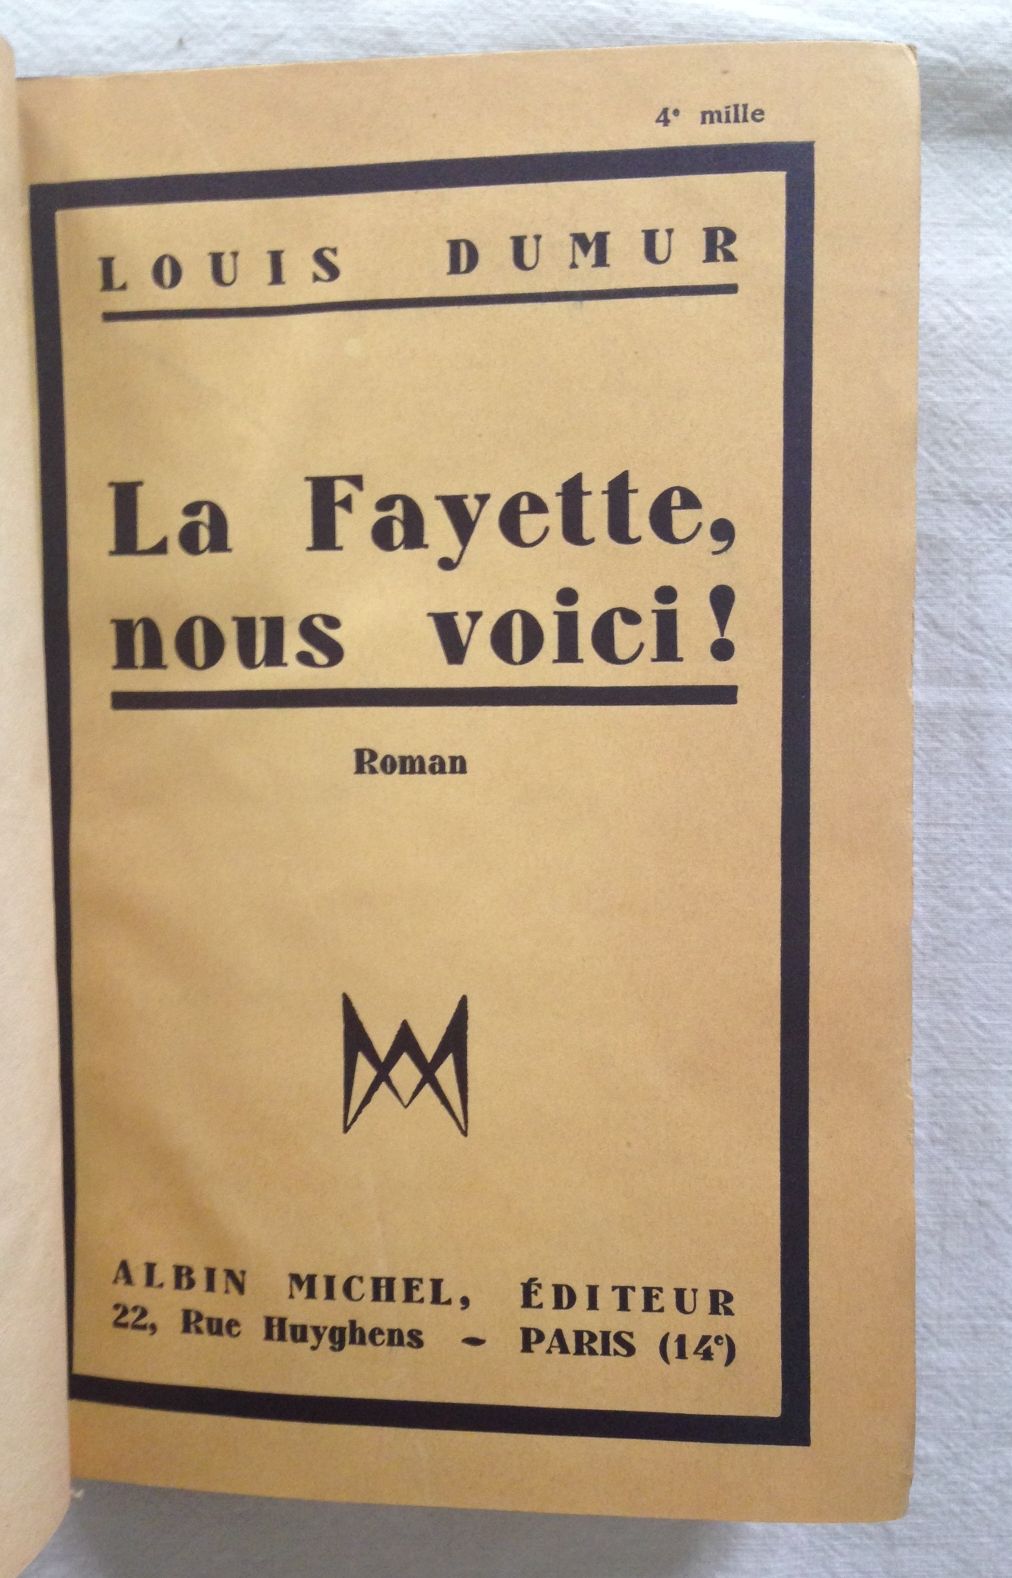 4e mille
LOUIS DUMUR
La Fayette,
nous voici!
Roman
ALBIN MICHEL, ÉDITEUR
22, Rue Huyghens - PARIS (14e)